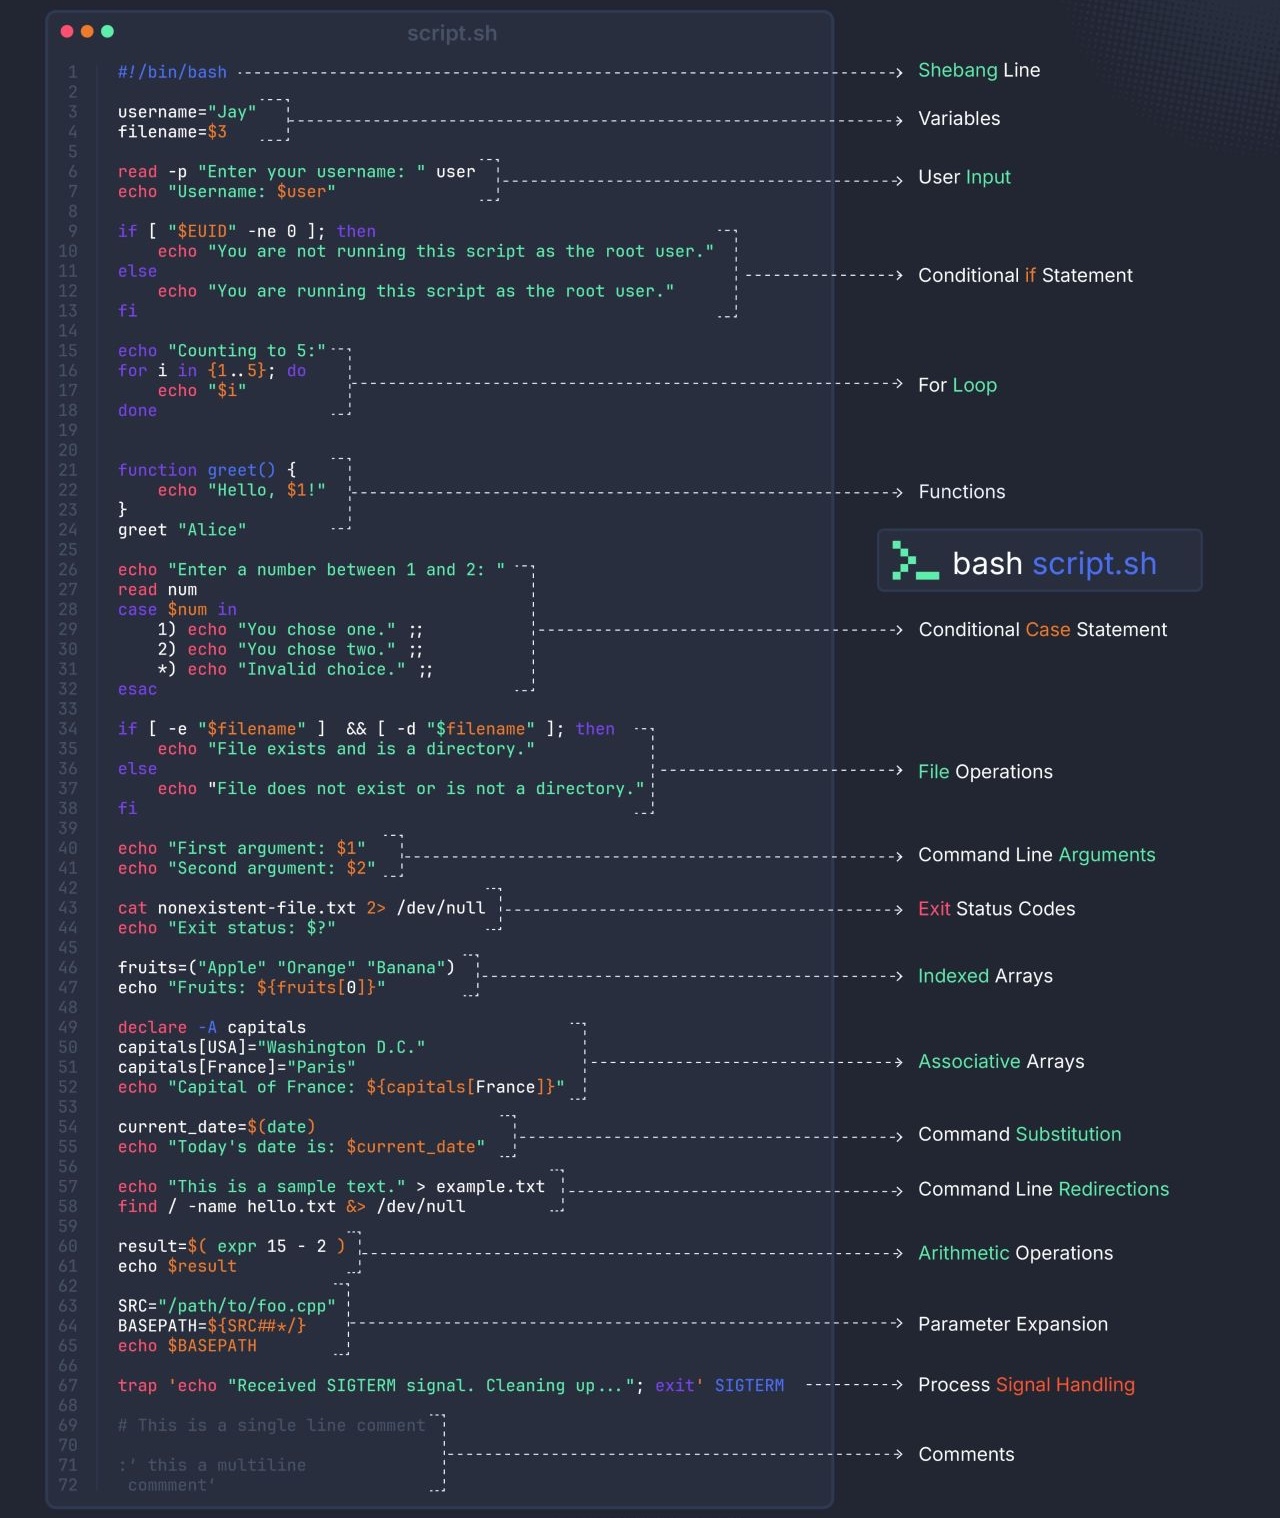 script.sh
1 #!/bin/bash
Shebang Line
2
3 username="Jay"
4 filename=$3
Variables
5
6 read -p "Enter your username: " user
7 echo "Username: $user"
User Input
8
9 if [ "$EUID" -ne 0 ]; then
10 echo "You are not running this script as the root user."
11 else
12 echo "You are running this script as the root user."
13 fi
Conditional if Statement
14
15 echo "Counting to 5:"
16 for i in {1..5}; do
17 echo "$i"
18 done
For Loop
19
20
21 function greet() {
22 echo "Hello, $1!"
23 }
24 greet "Alice"
Functions
25
bash script.sh
26 echo "Enter a number between 1 and 2: "
27 read num
28 case $num in
29 1) echo "You chose one." ;;
30 2) echo "You chose two." ;;
31 *) echo "Invalid choice." ;;
32 esac
Conditional Case Statement
33
34 if [ -e "$filename" ]  && [ -d "$filename" ]; then
35 echo "File exists and is a directory."
36 else
37 echo "File does not exist or is not a directory."
38 fi
File Operations
39
40 echo "First argument: $1"
41 echo "Second argument: $2"
Command Line Arguments
42
43 cat nonexistent-file.txt 2> /dev/null
44 echo "Exit status: $?"
Exit Status Codes
45
46 fruits=("Apple" "Orange" "Banana")
47 echo "Fruits: ${fruits[0]}"
Indexed Arrays
48
49 declare -A capitals
50 capitals[USA]="Washington D.C."
51 capitals[France]="Paris"
52 echo "Capital of France: ${capitals[France]}"
Associative Arrays
53
54 current_date=$(date)
55 echo "Today's date is: $current_date"
Command Substitution
56
57 echo "This is a sample text." > example.txt
58 find / -name hello.txt &> /dev/null
Command Line Redirections
59
60 result=$( expr 15 - 2 )
61 echo $result
Arithmetic Operations
62
63 SRC="/path/to/foo.cpp"
64 BASEPATH=${SRC##*/}
65 echo $BASEPATH
Parameter Expansion
66
67 trap 'echo "Received SIGTERM signal. Cleaning up..."; exit' SIGTERM
Process Signal Handling
68
69 # This is a single line comment
70
71 :' this a multiline
72 commment'
Comments